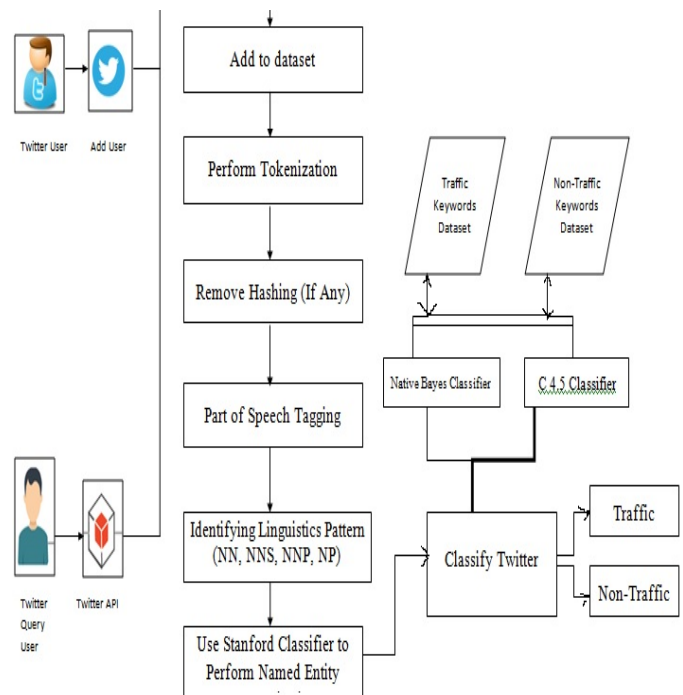 Twitter User
Add User
Add to dataset
Perform Tokenization
Remove Hashing (If Any)
Part of Speech Tagging
Identifying Linguistics Pattern
(NN, NNS, NNP, NP)
Use Stanford Classifier to
Perform Named Entity
Twitter
Query
User
Twitter API
Traffic
Keywords
Dataset
Non-Traffic
Keywords
Dataset
Native Bayes Classifier
C 4.5 Classifier
Classify Twitter
Traffic
Non-Traffic